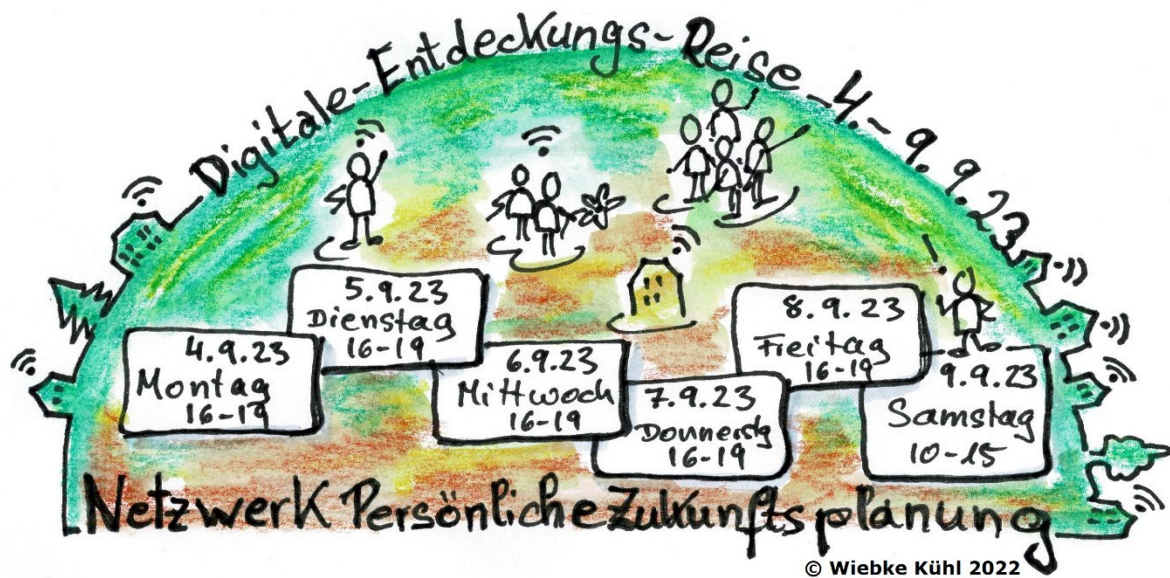 Digitale-Entdeckungs-Reise-4.-9.9.23
4.9.23
Montag
16-19
5.9.23
Dienstag
16-19
6.9.23
Mittwoch
16-19
7.9.23
Donnerstg
16-19
8.9.23
Freitag
16-19
9.9.23
Samstag
10-15
Netzwerk Persönliche Zukunftsplanung
© Wiebke Kühl 2022